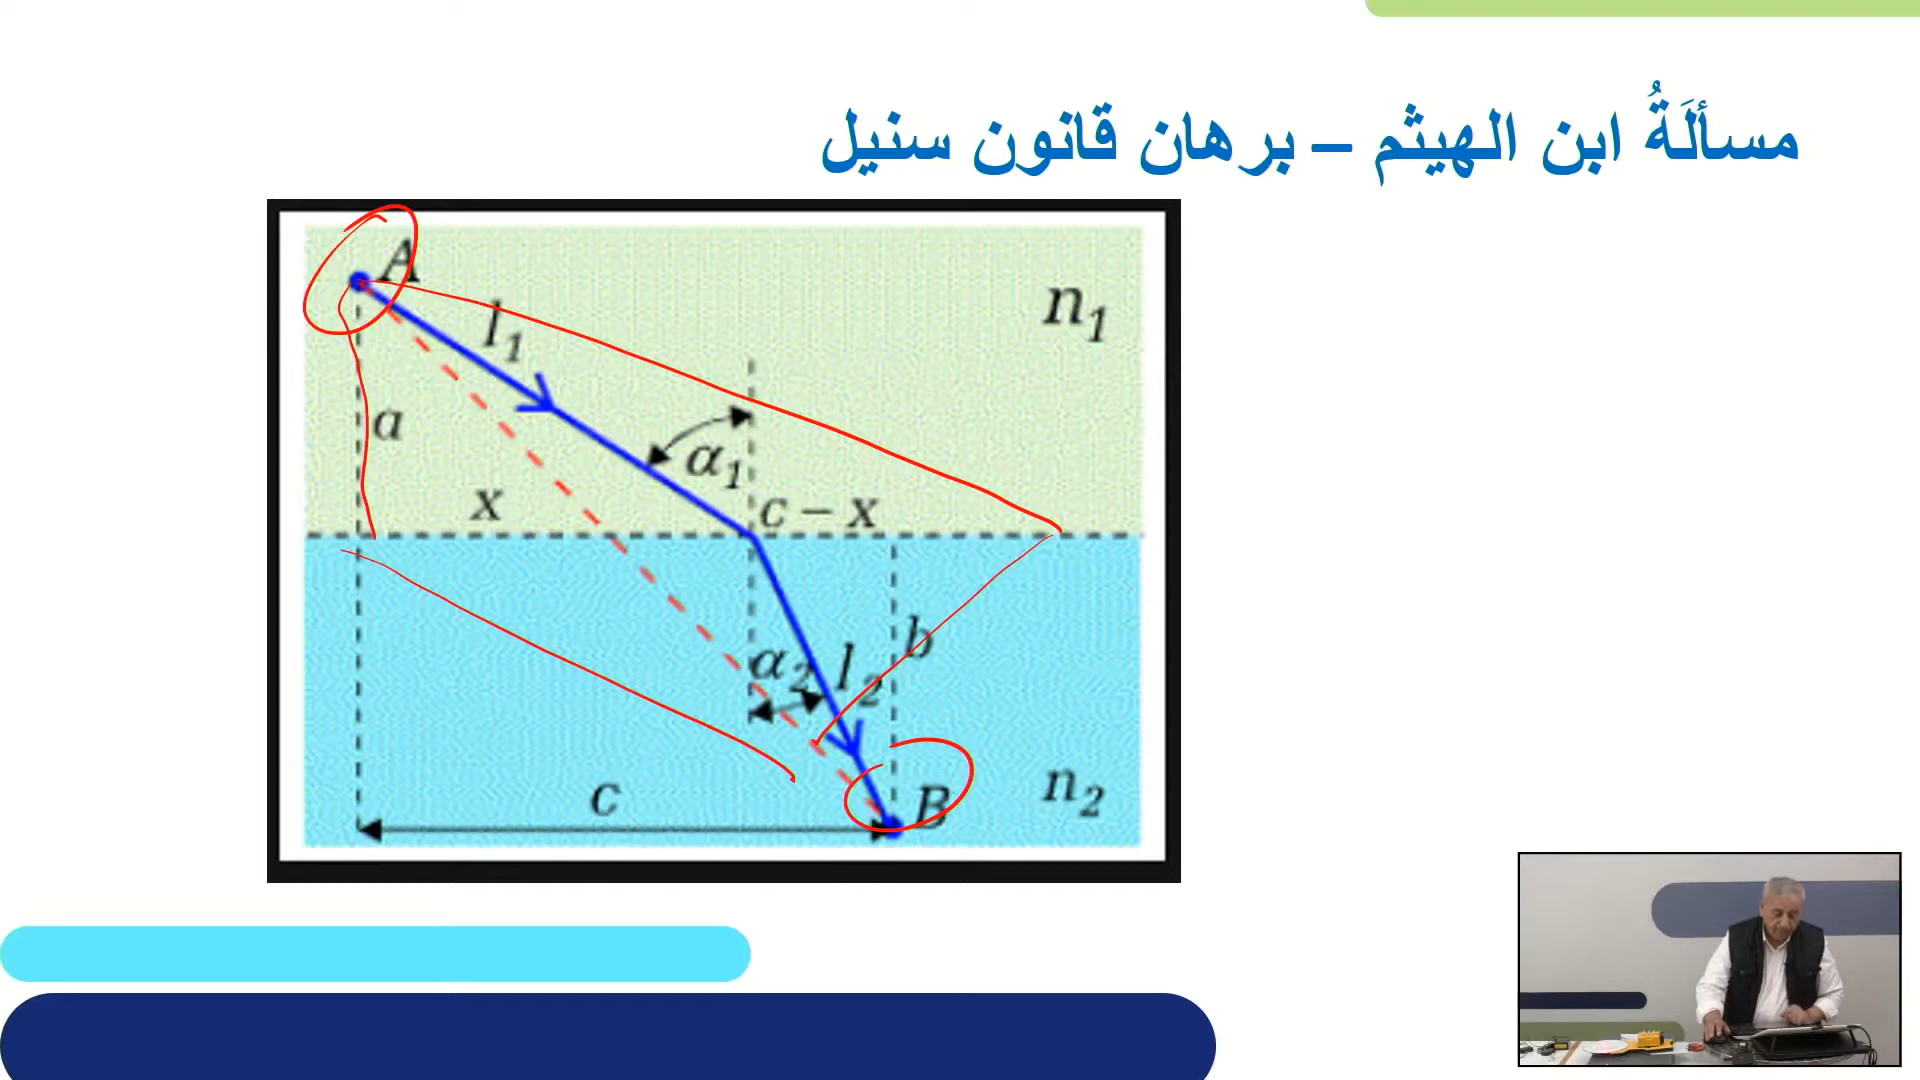 مسألَةُ ابن الهيثم – برهان قانون سنيل
A
l₁
n₁
a
α₁
x
c – x
b
α₂
l₂
c
B
n₂